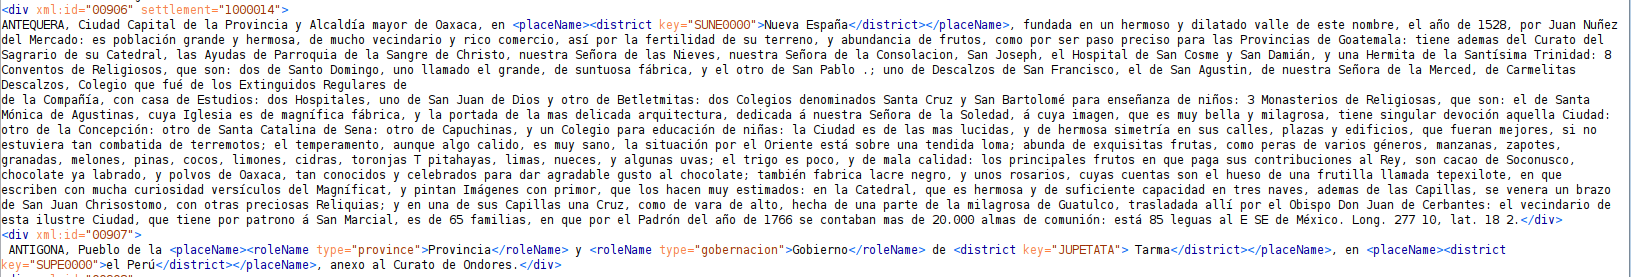 <div xml:id="00906" settlement="1000014">
ANTEQUERA, Ciudad Capital de la Provincia y Alcaldía mayor de Oaxaca, en <placeName><district key="SUNE0000">Nueva España</district></placeName>, fundada en un hermoso y dilatado valle de este nombre, el año de 1528, por Juan Nuñez
del Mercado: es población grande y hermosa, de mucho vecindario y rico comercio, así por la fertilidad de su terreno, y abundancia de frutos, como por ser paso preciso para las Provincias de Goatemala: tiene ademas del Curato del
Sagrario de su Catedral, las Ayudas de Parroquia de la Sangre de Christo, nuestra Señora de las Nieves, nuestra Señora de la Consolacion, San Joseph, el Hospital de San Cosme y San Damián, y una Hermita de la Santísima Trinidad: 8
Conventos de Religiosos, que son: dos de Santo Domingo, uno llamado el grande, de suntuosa fábrica, y el otro de San Pablo .; uno de Descalzos de San Francisco, el de San Agustin, de nuestra Señora de la Merced, de Carmelitas
Descalzos, Colegio que fué de los Extinguidos Regulares de
de la Compañía, con casa de Estudios: dos Hospitales, uno de San Juan de Dios y otro de Betletmitas: dos Colegios denominados Santa Cruz y San Bartolomé para enseñanza de niños: 3 Monasterios de Religiosas, que son: el de Santa
Mónica de Agustinas, cuya Iglesia es de magnífica fábrica, y la portada de la mas delicada arquitectura, dedicada á nuestra Señora de la Soledad, á cuya imagen, que es muy bella y milagrosa, tiene singular devoción aquella Ciudad:
otro de la Concepción: otro de Santa Catalina de Sena: otro de Capuchinas, y un Colegio para educación de niñas: la Ciudad es de las mas lucidas, y de hermosa simetría en sus calles, plazas y edificios, que fueran mejores, si no
estuviera tan combatida de terremotos; el temperamento, aunque algo calido, es muy sano, la situación por el Oriente está sobre una tendida loma; abunda de exquisitas frutas, como peras de varios géneros, manzanas, zapotes,
granadas, melones, pinas, cocos, limones, cidras, toronjas T pitahayas, limas, nueces, y algunas uvas; el trigo es poco, y de mala calidad: los principales frutos en que paga sus contribuciones al Rey, son cacao de Soconusco,
chocolate ya labrado, y polvos de Oaxaca, tan conocidos y celebrados para dar agradable gusto al chocolate; también fabrica lacre negro, y unos rosarios, cuyas cuentas son el hueso de una frutilla llamada tepexilote, en que
escriben con mucha curiosidad versículos del Magníficat, y pintan Imágenes con primor, que los hacen muy estimados: en la Catedral, que es hermosa y de suficiente capacidad en tres naves, ademas de las Capillas, se venera un brazo
de San Juan Chrisostomo, con otras preciosas Reliquias; y en una de sus Capillas una Cruz, como de vara de alto, hecha de una parte de la milagrosa de Guatulco, trasladada allí por el Obispo Don Juan de Cerbantes: el vecindario de
esta ilustre Ciudad, que tiene por patrono á San Marcial, es de 65 familias, en que por el Padrón del año de 1766 se contaban mas de 20.000 almas de comunión: está 85 leguas al E SE de México. Long. 277 10, lat. 18 2.</div>
<div xml:id="00907">
ANTIGONA, Pueblo de la <placeName><roleName type="province">Provincia</roleName> y <roleName type="gobernacion">Gobierno</roleName> de <district key="JUPETATA"> Tarma</district></placeName>, en <placeName><district
key="SUPE0000">el Perú</district></placeName>, anexo al Curato de Ondores.</div>